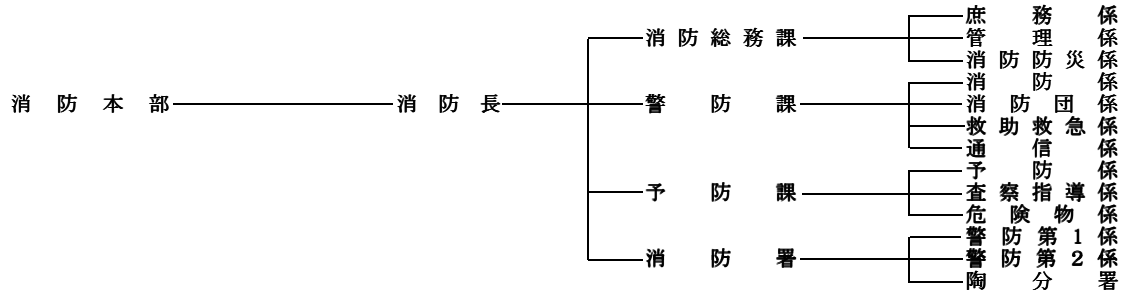 消防本部
消防長
消防総務課
庶務係
管理係
消防防災係
警防課
消防係
消防団係
救助救急係
通信係
予防課
予防係
査察指導係
危険物係
消防署
警防第1係
警防第2係
陶分署